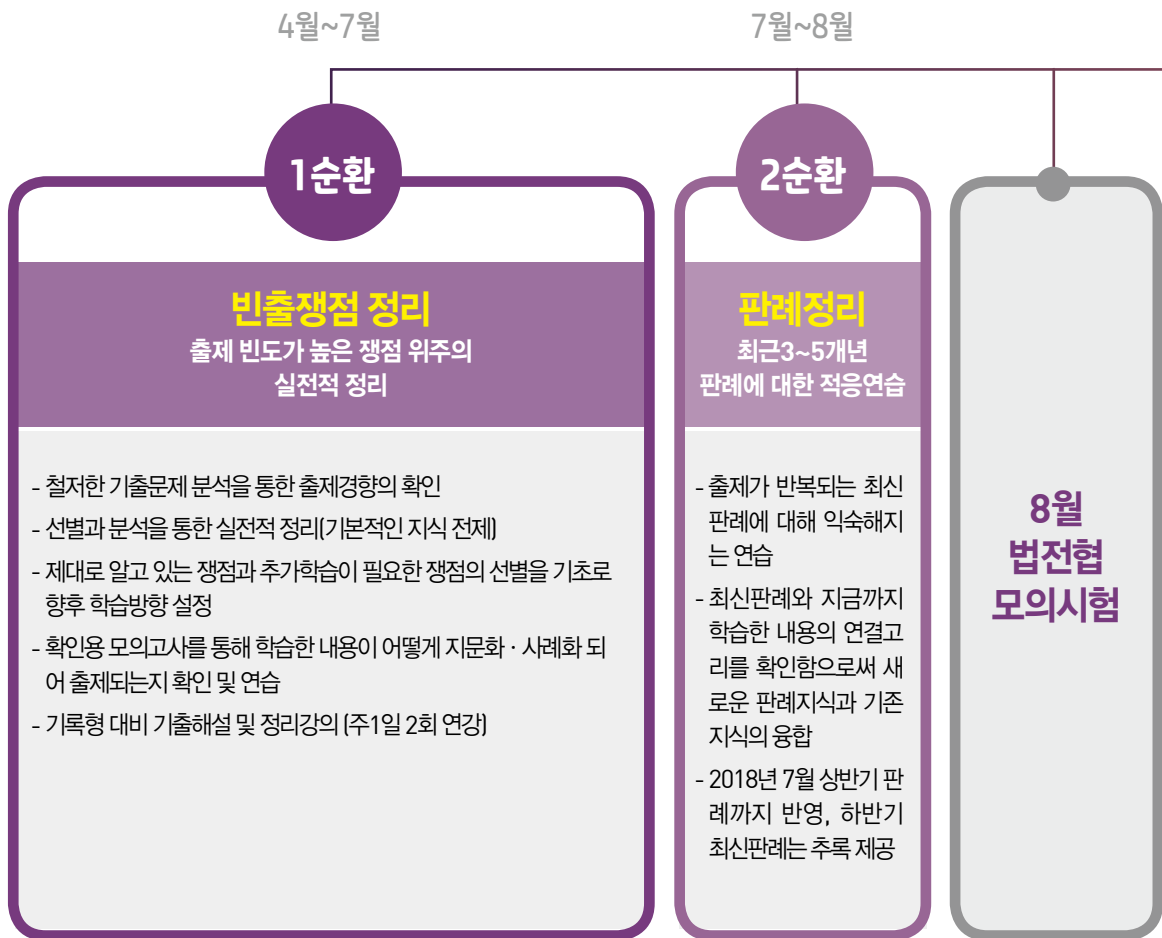 4월~7월
7월~8월
1순환
빈출쟁점 정리
출제 빈도가 높은 쟁점 위주의
실전적 정리
- 철저한 기출문제 분석을 통한 출제경향의 확인
- 선별과 분석을 통한 실전적 정리(기본적인 지식 전제)
- 제대로 알고 있는 쟁점과 추가학습이 필요한 쟁점의 선별을 기초로
향후 학습방향 설정
- 확인용 모의고사를 통해 학습한 내용이 어떻게 지문화 · 사례화 되
어 출제되는지 확인 및 연습
- 기록형 대비 기출해설 및 정리강의 (주1일 2회 연강)
2순환
판례정리
최근3~5개년
판례에 대한 적응연습
- 출제가 반복되는 최신
판례에 대해 익숙해지
는 연습
- 최신판례와 지금까지
학습한 내용의 연결고
리를 확인함으로써 새
로운 판례지식과 기존
지식의 융합
- 2018년 7월 상반기 판
례까지 반영, 하반기
최신판례는 추록 제공
8월
법전협
모의시험